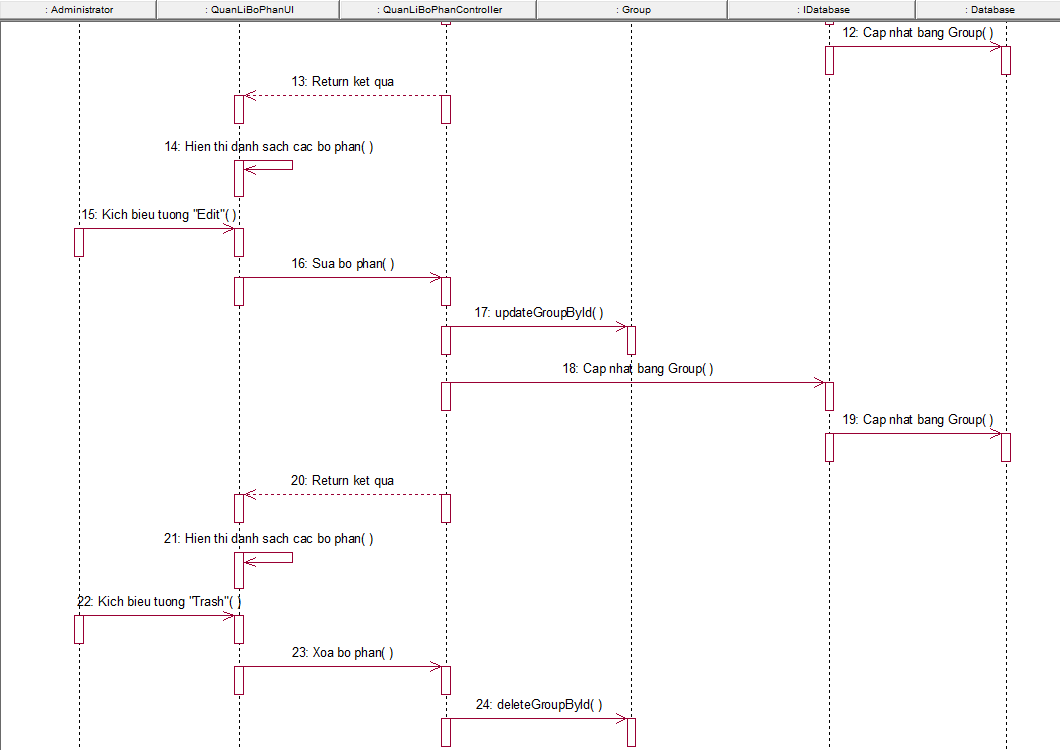 : Administrator
: QuanLiBoPhanUI
: QuanLiBoPhanController
: Group
: IDatabase
: Database
12: Cap nhat bang Group( )
13: Return ket qua
14: Hien thi danh sach cac bo phan( )
15: Kich bieu tuong "Edit"( )
16: Sua bo phan( )
17: updateGroupById( )
18: Cap nhat bang Group( )
19: Cap nhat bang Group( )
20: Return ket qua
21: Hien thi danh sach cac bo phan( )
22: Kich bieu tuong "Trash"( )
23: Xoa bo phan( )
24: deleteGroupById( )